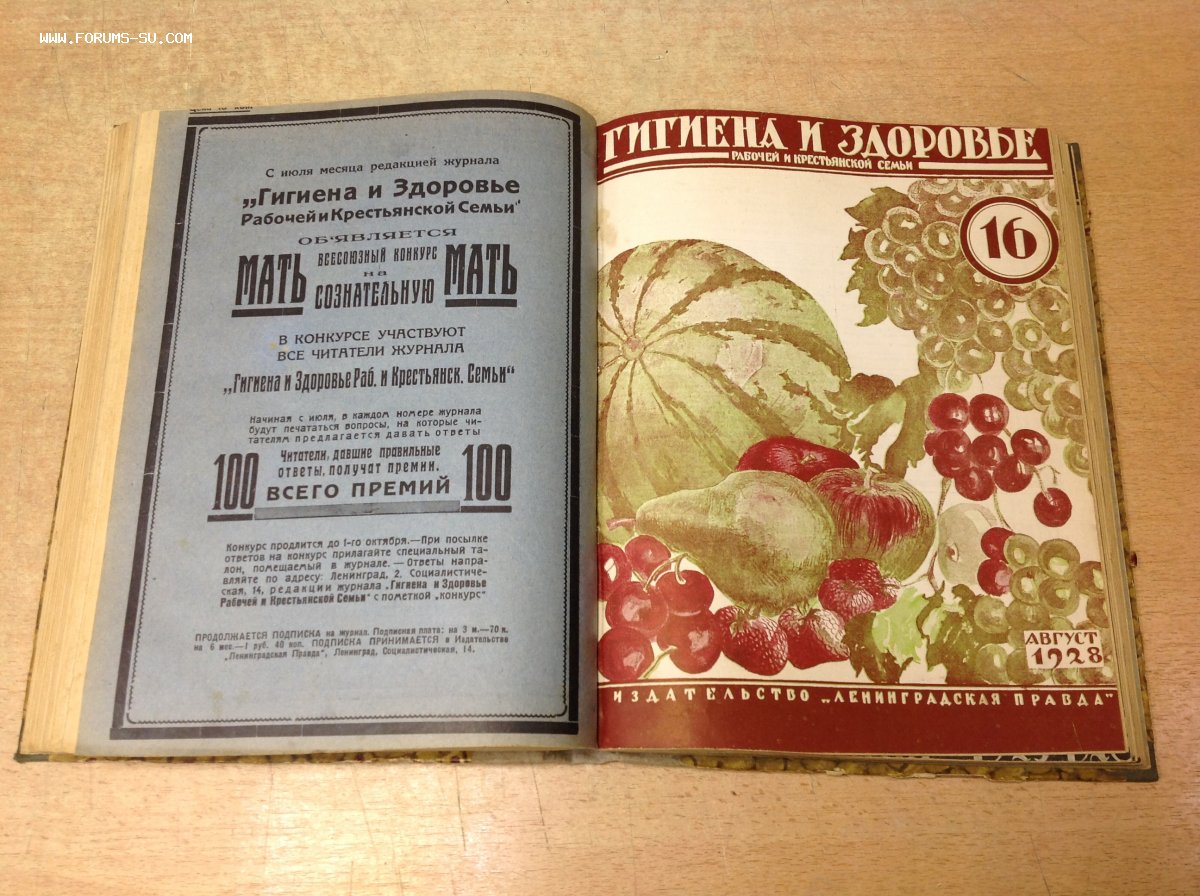 WWW.FORUMS-SU.COM
С июля месяца редакцией журнала
„Гигиена и Здоровье
Рабочей и Крестьянской Семьи"
ОБ'ЯВЛЯЕТСЯ
МАТЬ ВСЕСОЮЗНЫЙ КОНКУРС МАТЬ
на
СОЗНАТЕЛЬНУЮ
В КОНКУРСЕ УЧАСТВУЮТ
ВСЕ ЧИТАТЕЛИ ЖУРНАЛА
„Гигиена и Здоровье Раб. и Крестьянск. Семьи“
Начиная с июля, в каждом номере журнала
будут печататься вопросы, на которые чи-
тателям предлагается давать ответы
100 Читатели, давшие правильные 100
ответы, получат премии.
ВСЕГО ПРЕМИЙ
Конкурс продлится до 1-го октября.—При посылке
ответов на конкурс прилагайте специальный та-
лон, помещаемый в журнале. — Ответы направ-
ляйте по адресу: Ленинград, 2, Социалистиче-
ская, 14, редакции журнала „Гигиена и Здоровье
Рабочей и Крестьянской Семьи“ с пометкой „конкурс“
ПРОДОЛЖАЕТСЯ ПОДПИСКА на журнал. Подписная плата: на 3 м.—70 к.
на 6 мес.—1 руб. 40 коп. ПОДПИСКА ПРИНИМАЕТСЯ в Издательстве
„Ленинградская Правда“, Ленинград, Социалистическая, 14.
ГИГИЕНА И ЗДОРОВЬЕ
РАБОЧЕЙ И КРЕСТЬЯНСКОЙ СЕМЬИ
16
АВГУСТ
1928
ИЗДАТЕЛЬСТВО „ЛЕНИНГРАДСКАЯ ПРАВДА"